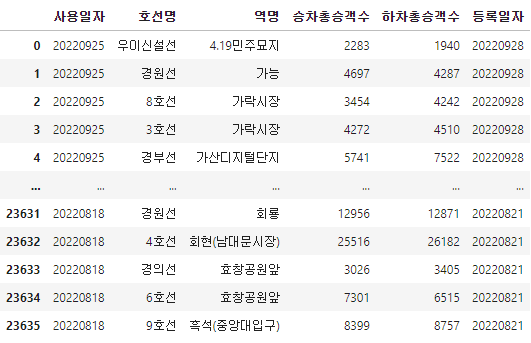 사용일자 호선명 역명 승차총승객수 하차총승객수 등록일자
0 20220925 우이신설선 4.19민주묘지 2283 1940 20220928
1 20220925 경원선 가능 4697 4287 20220928
2 20220925 8호선 가락시장 3454 4242 20220928
3 20220925 3호선 가락시장 4272 4510 20220928
4 20220925 경부선 가산디지털단지 5741 7522 20220928
... ... ... ... ... ... ...
23631 20220818 경원선 회룡 12956 12871 20220821
23632 20220818 4호선 회현(남대문시장) 25516 26182 20220821
23633 20220818 경의선 효창공원앞 3026 3405 20220821
23634 20220818 6호선 효창공원앞 7301 6515 20220821
23635 20220818 9호선 흑석(중앙대입구) 8399 8757 20220821